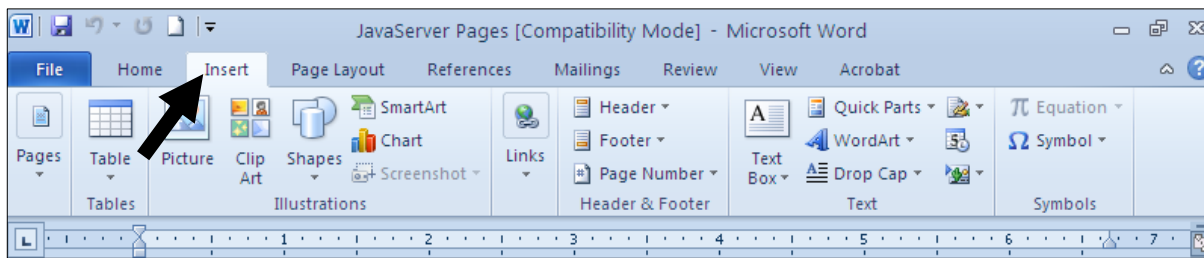 JavaServer Pages [Compatibility Mode] - Microsoft Word
File Home Insert Page Layout References Mailings Review View Acrobat
Pages
Table
Tables
Picture
Clip
Art
Shapes
SmartArt
Chart
Screenshot
Illustrations
Links
Header
Footer
Page Number
Header & Footer
A
Text
Box
Quick Parts
WordArt
Drop Cap
Text
π Equation
Ω Symbol
Symbols
L 1 2 3 4 5 6 7